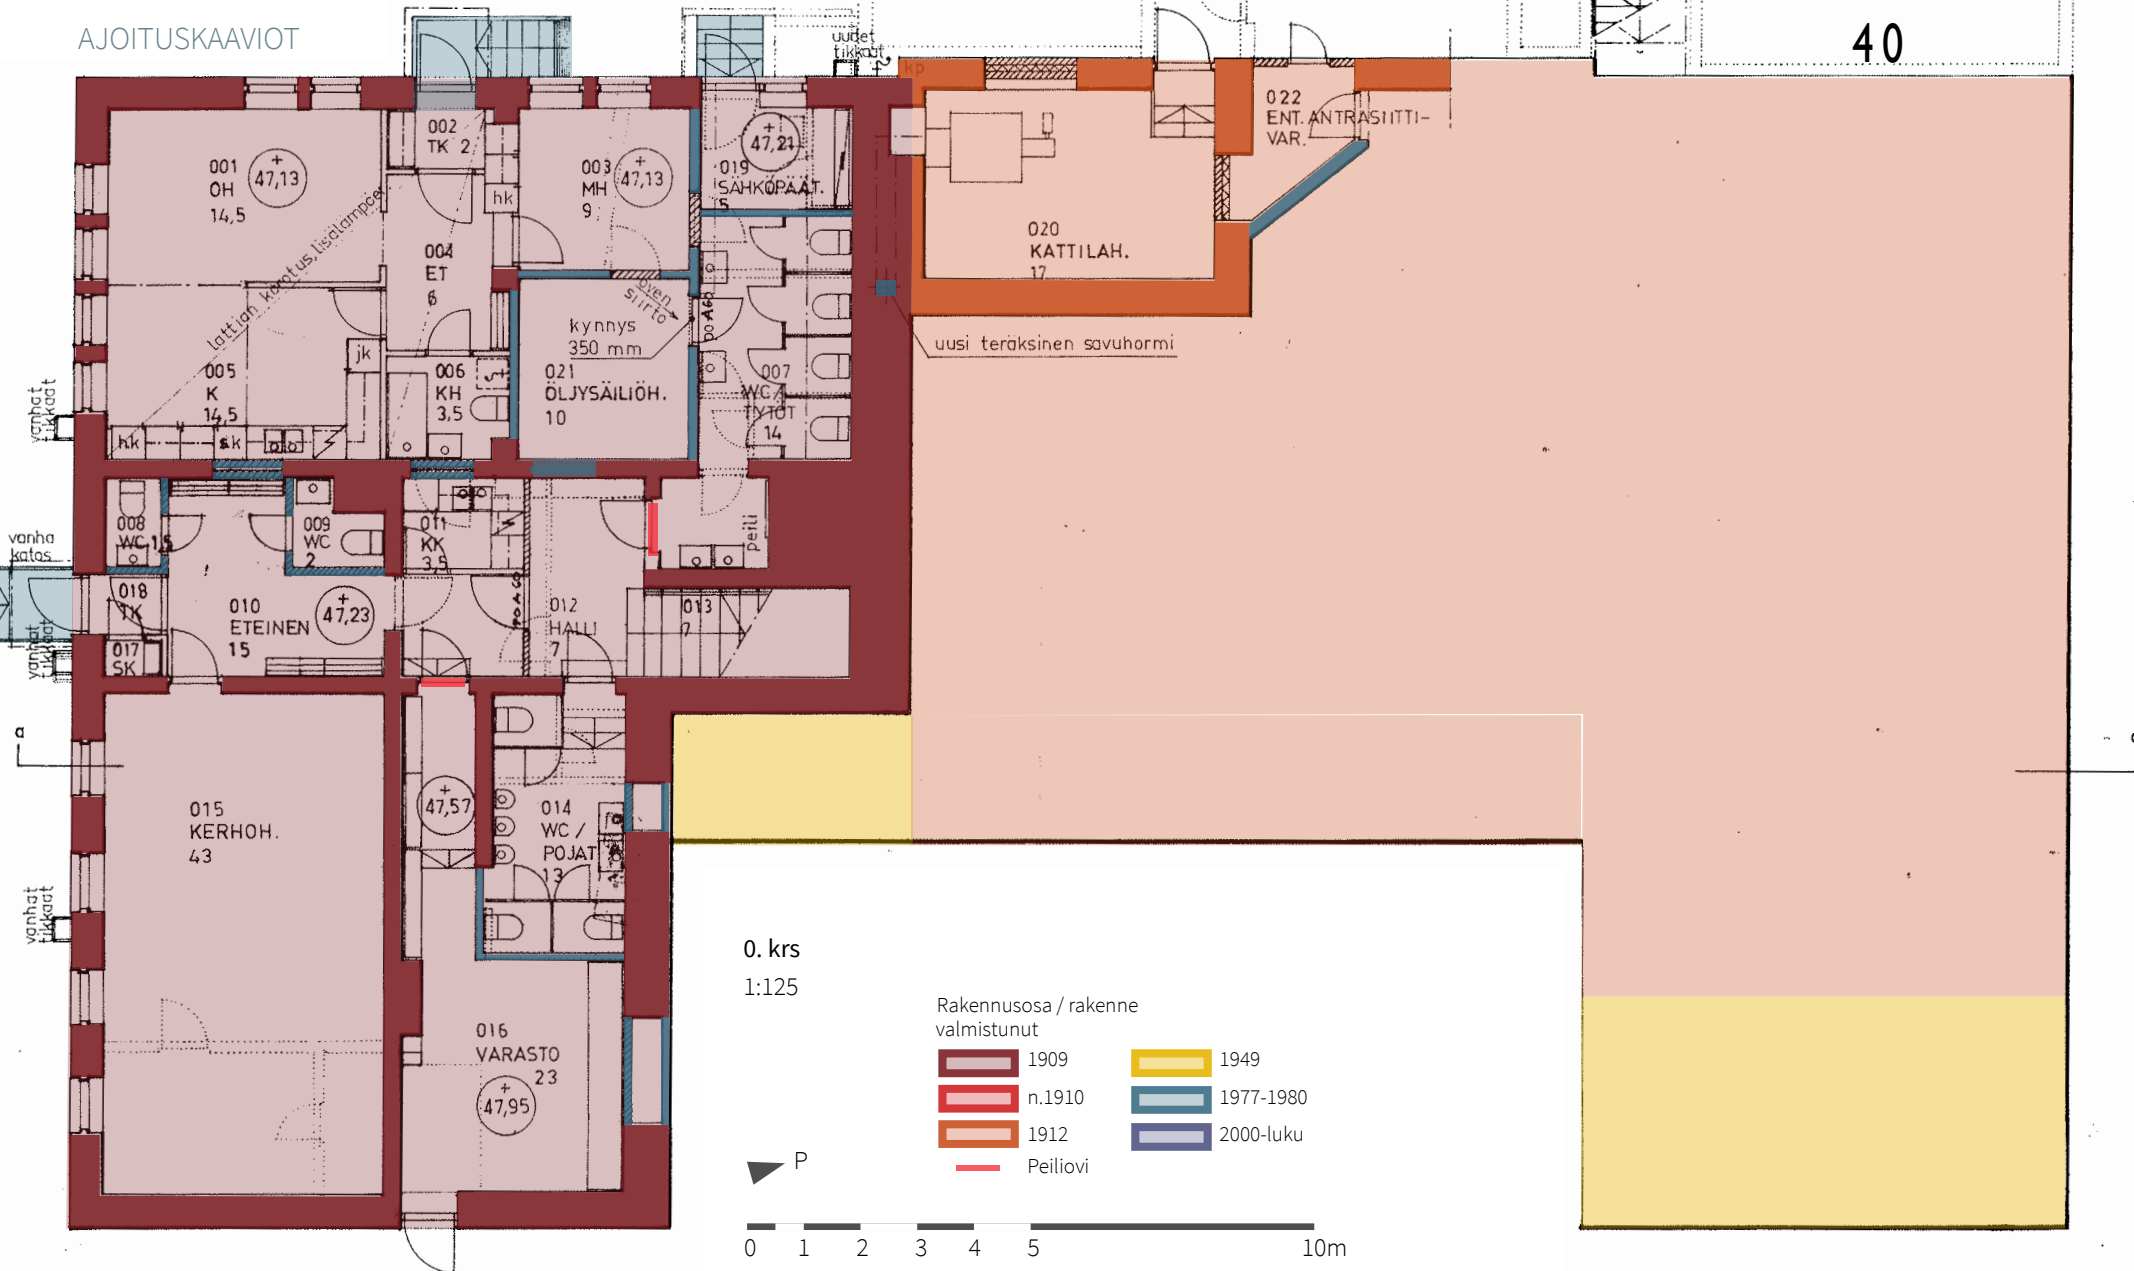 AJOITUSKAAVIOT
uudet
tikkaat
40
kp
001
OH
14,5
+
47,13
002
TK 2
003
MH
9
+
47,13
hk
+
47,21
019
SÄHKÖPÄÄT.
5
022
ENT. ANTRASIITTI-
VAR.
020
KATTILAH.
17
004
ET
6
lattian korotus, lisälämpöer.
oven
siirto
kynnys
350 mm
uusi teräksinen savuhormi
vanhat
tikkaat
005
K
14,5
jk
006
KH
3,5
021
ÖLJYSÄILIÖH.
10
007
WC/
TYTÖT
14
hk
vanha
katos
008
WC 1,5
009
WC
2
011
KK
3,5
peili
018
TK
017
SK
010
ETEINEN
15
+
47,23
012
HALLI
7
013
7
vanhat
tikkaat
a
015
KERHOH.
43
+
47,57
014
WC /
POJAT
13
vanhat
tikkaat
016
VARASTO
23
+
47,95
0. krs
1:125
Rakennusosa / rakenne
valmistunut
1909
n.1910
1912
Peiliovi
1949
1977-1980
2000-luku
P
0 1 2 3 4 5 10m